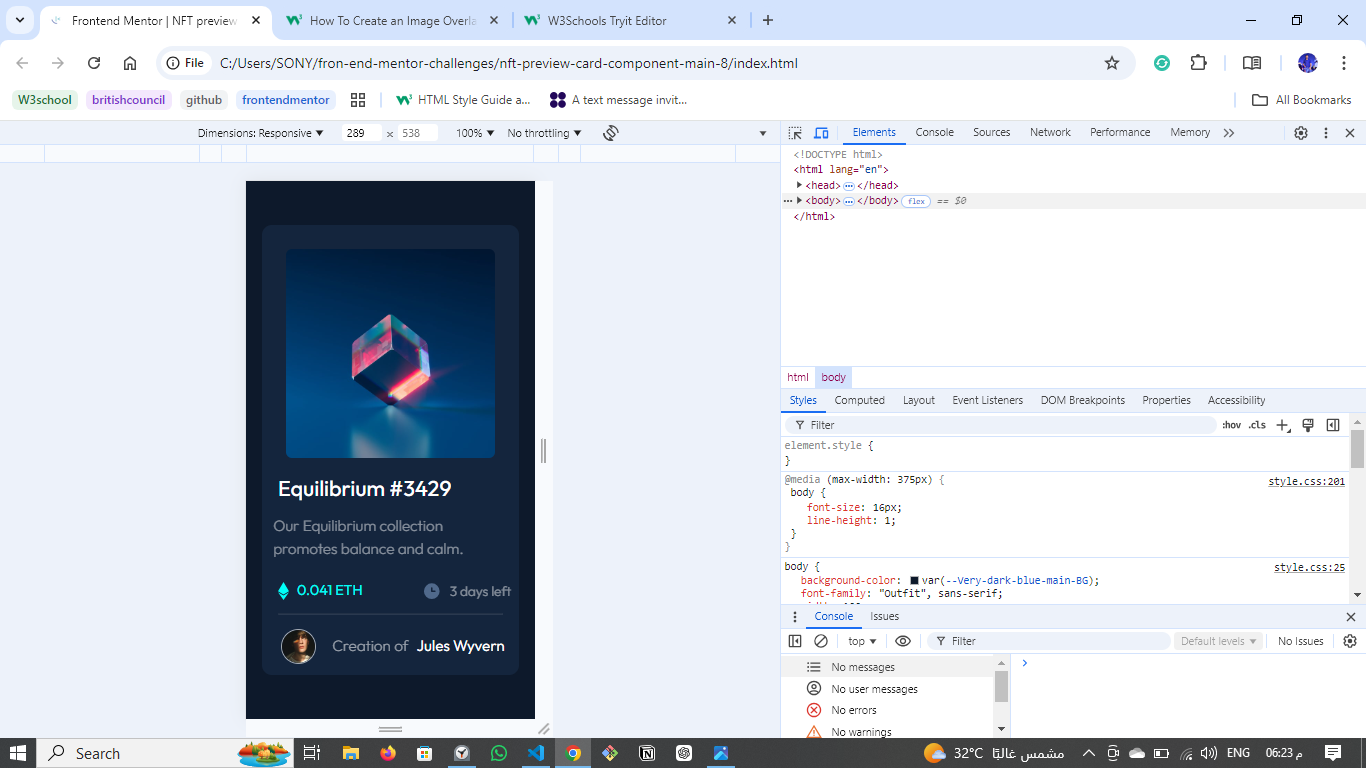 Frontend Mentor | NFT preview
How To Create an Image Overla
W3Schools Tryit Editor
File
C:/Users/SONY/fron-end-mentor-challenges/nft-preview-card-component-main-8/index.html
W3school
britishcouncil
github
frontendmentor
HTML Style Guide a...
A text message invit...
All Bookmarks
Dimensions: Responsive
289 x 538
100%
No throttling
Elements
Console
Sources
Network
Performance
Memory
<!DOCTYPE html>
<html lang="en">
<head> ... </head>
... <body> ... </body> flex == $0
</html>
html body
Styles
Computed
Layout
Event Listeners
DOM Breakpoints
Properties
Accessibility
Filter
:hov .cls
element.style {
}
@media (max-width: 375px) {
style.css:201
body {
font-size: 16px;
line-height: 1;
}
}
body {
style.css:25
background-color: var(--Very-dark-blue-main-BG);
font-family: "Outfit", sans-serif;
Console
Issues
top
Filter
Default levels
No Issues
No messages
No user messages
No errors
No warnings
Equilibrium #3429
Our Equilibrium collection
promotes balance and calm.
0.041 ETH
3 days left
Creation of Jules Wyvern
Search
32°C مشمس غالبًا
ENG
06:23 م